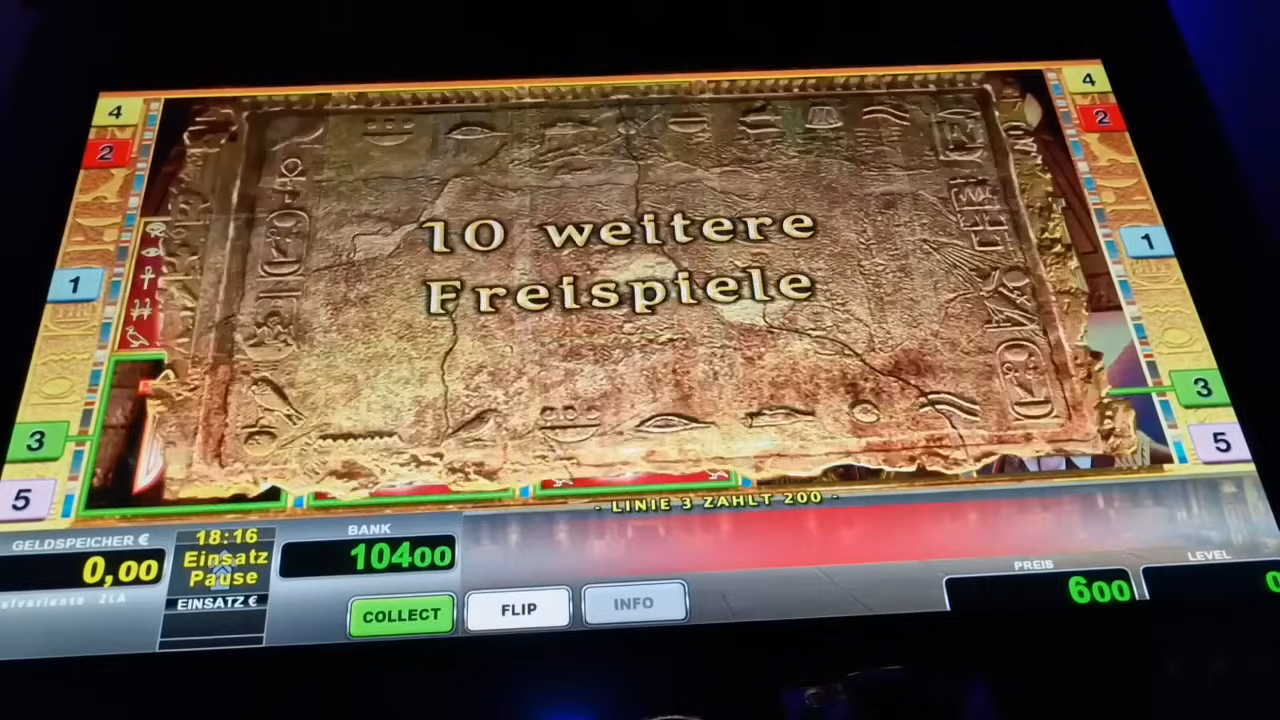 4
4
2
2
10 weitere
Freispiele
1
1
3
3
5
5
- LINIE 3 ZAHLT 200 -
GELDSPEICHER €
0,00
18:16
Einsatz
Pause
EINSATZ €
BANK
10400
COLLECT
FLIP
INFO
PREIS
600
LEVEL
0